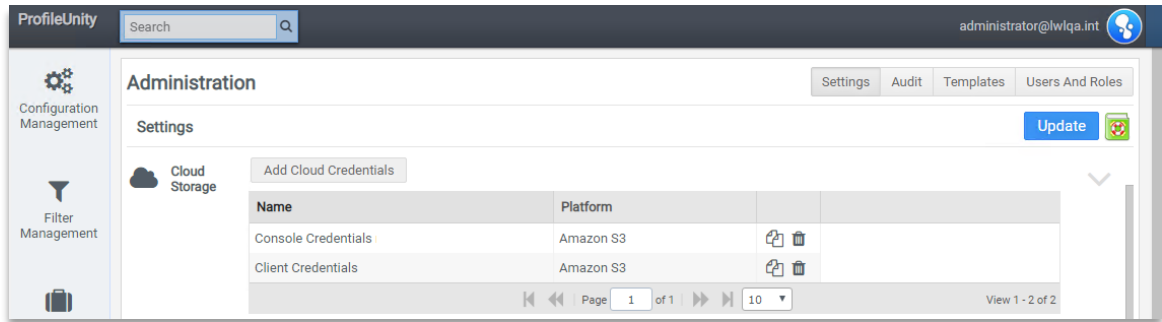 ProfileUnity
Search
administrator@lwlqa.int
Configuration
Management
Filter
Management
Administration
Settings Audit Templates Users And Roles
Settings
Update
Cloud
Storage
Add Cloud Credentials
Name Platform
Console Credentials Amazon S3
Client Credentials Amazon S3
Page 1 of 1 10 View 1 - 2 of 2